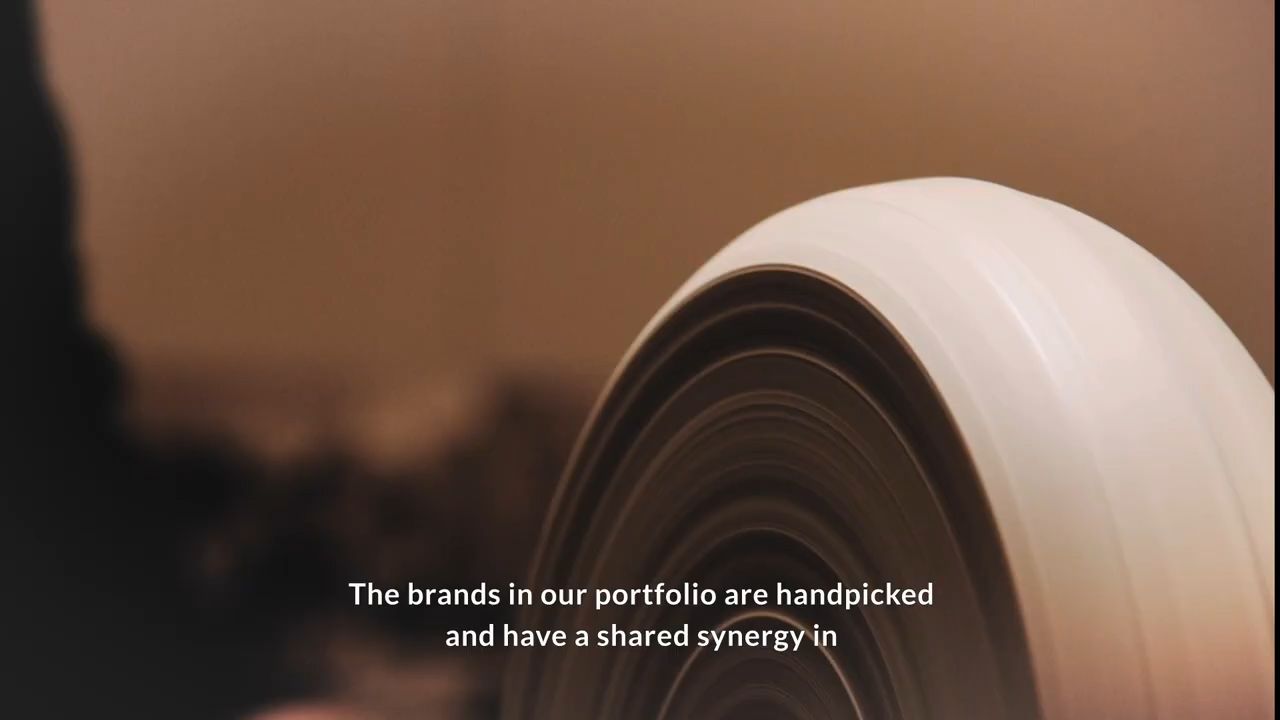 The brands in our portfolio are handpicked
and have a shared synergy in